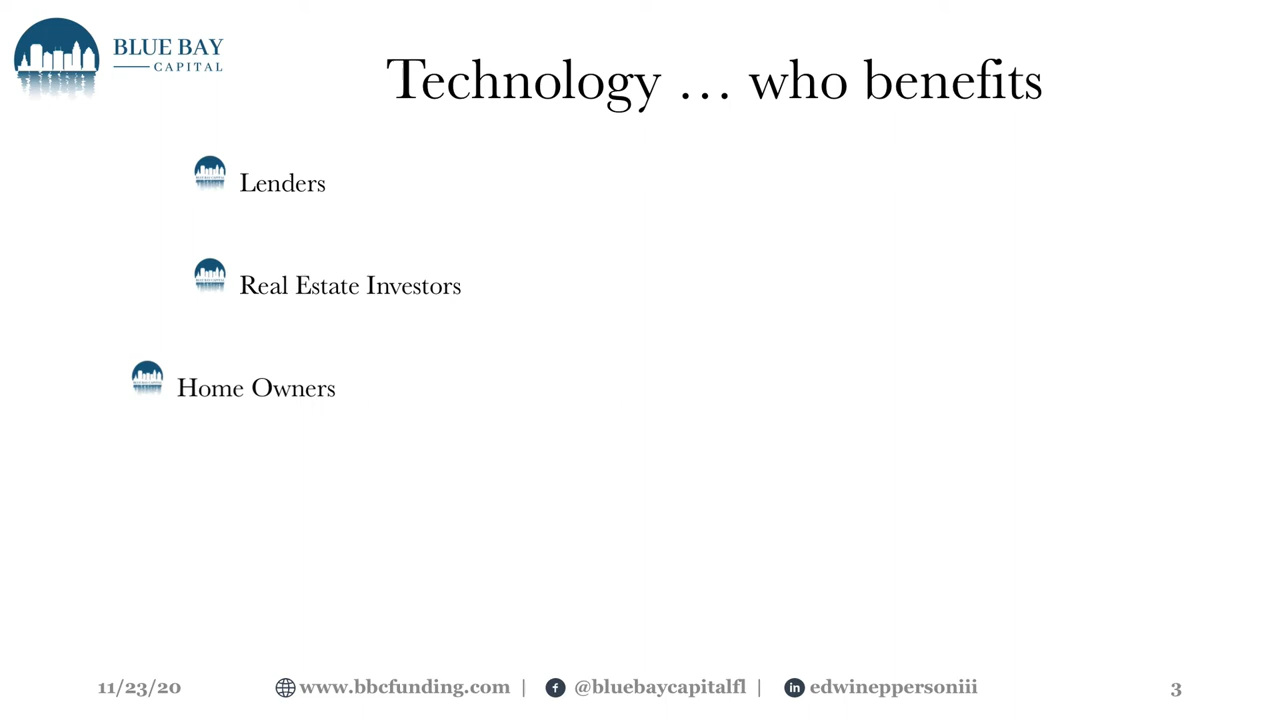 BLUE BAY
CAPITAL
Technology … who benefits
Lenders
Real Estate Investors
Home Owners
11/23/20 www.bbcfunding.com | @bluebaycapitalfl | edwineppersoniii 3